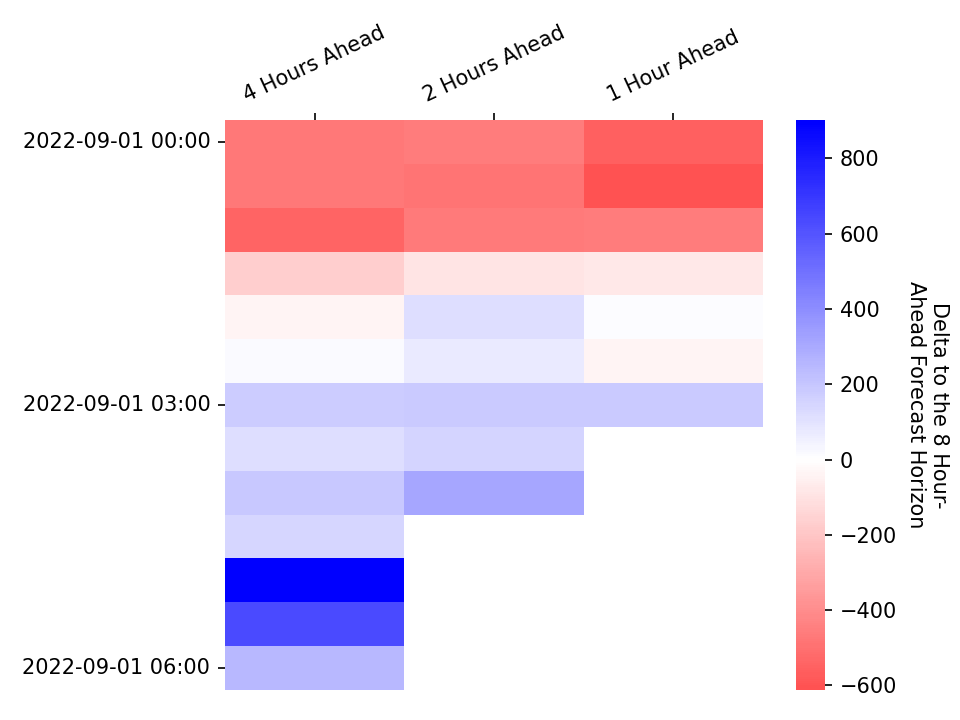 4 Hours Ahead
2 Hours Ahead
1 Hour Ahead
2022-09-01 00:00
2022-09-01 03:00
2022-09-01 06:00
800
600
400
200
0
−200
−400
−600
Delta to the 8 Hour-
Ahead Forecast Horizon